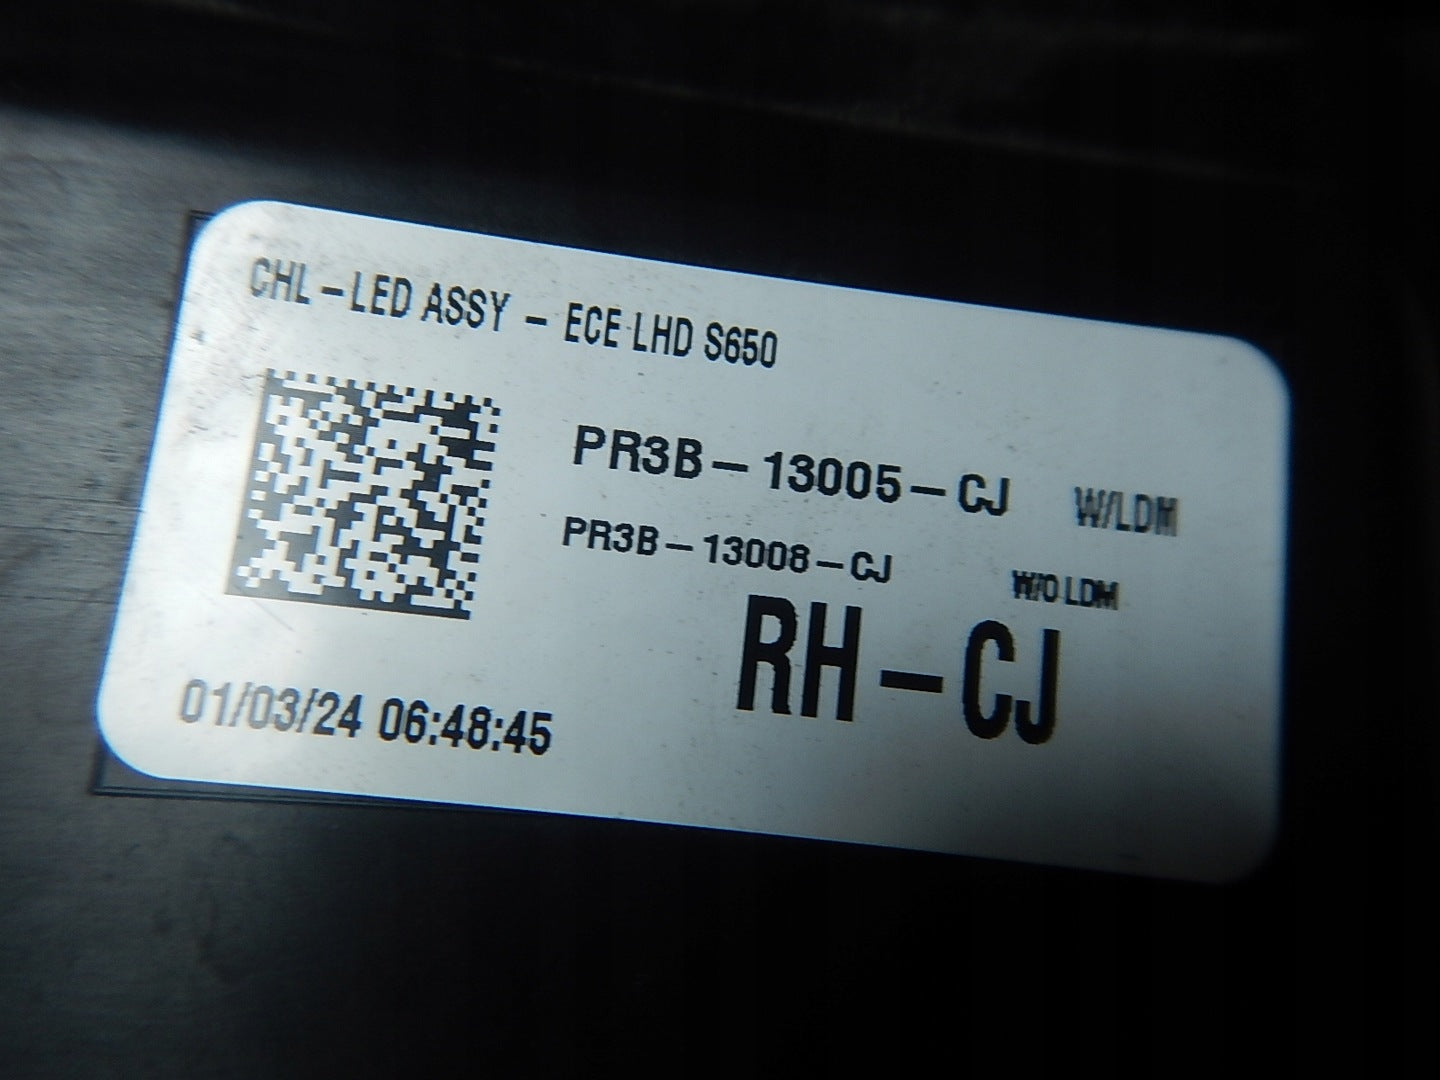 CHL-LED ASSY - ECE LHD S650
PR3B-13005-CJ W/LDM
PR3B-13008-CJ W/O LDM
RH-CJ
01/03/24 06:48:45